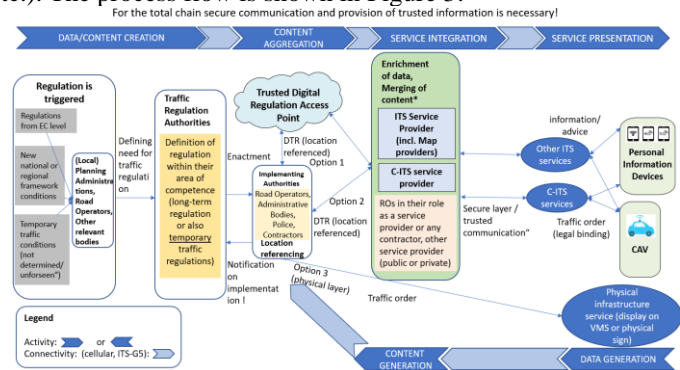 etc.). The process flow is shown in Figure 3.
For the total chain secure communication and provision of trusted information is necessary!
DATA/CONTENT CREATION
CONTENT
AGGREGATION
SERVICE INTEGRATION
SERVICE PRESENTATION
Regulation is
triggered
Regulations
from EC level
New
national or
regional
framework
conditions
Temporary
traffic
conditions
(not
determined/
unforseen“)
(Local)
Planning
Administra
tions,
Road
Operators,
Other
relevant
bodies
Defining
need for
traffic
regulati
on
Traffic
Regulation
Authorities
Definition of
regulation
within their
area of
competence
(long-term
regulation
or also
temporary
traffic
regulations)
Enactment
Notification
on
implementat
ion !
Trusted Digital
Regulation Access
Point
DTR (location
referenced)
Option 1
Implementing
Authorities
Road Operators,
Administrative
Bodies,
Police,
Contractors
Location
referencing
Option 2
DTR (location
referenced)
Option 3
(physical layer)
Traffic order
Enrichment
of data,
Merging of
content*
ITS Service
Provider
(incl. Map
providers)
C-ITS service
provider
ROs in their role
as a service
provider or any
contractor, other
service provider
(public or private)
Secure layer /
trusted
communication“
information/
advice
Other ITS
services
C-ITS
services
Traffic order
(legal binding)
Personal
Information
Devices
CAV
Physical
infrastructure
service (display on
VMS or physical
sign)
Legend
Activity: or
Connectivity: (cellular, ITS-G5):
CONTENT
GENERATION
DATA GENERATION